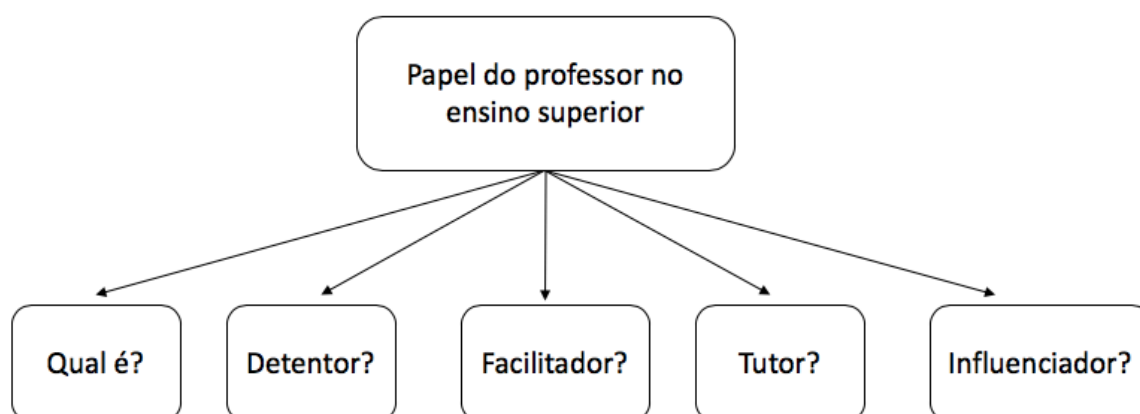 Papel do professor no
ensino superior
Qual é?
Detentor?
Facilitador?
Tutor?
Influenciador?